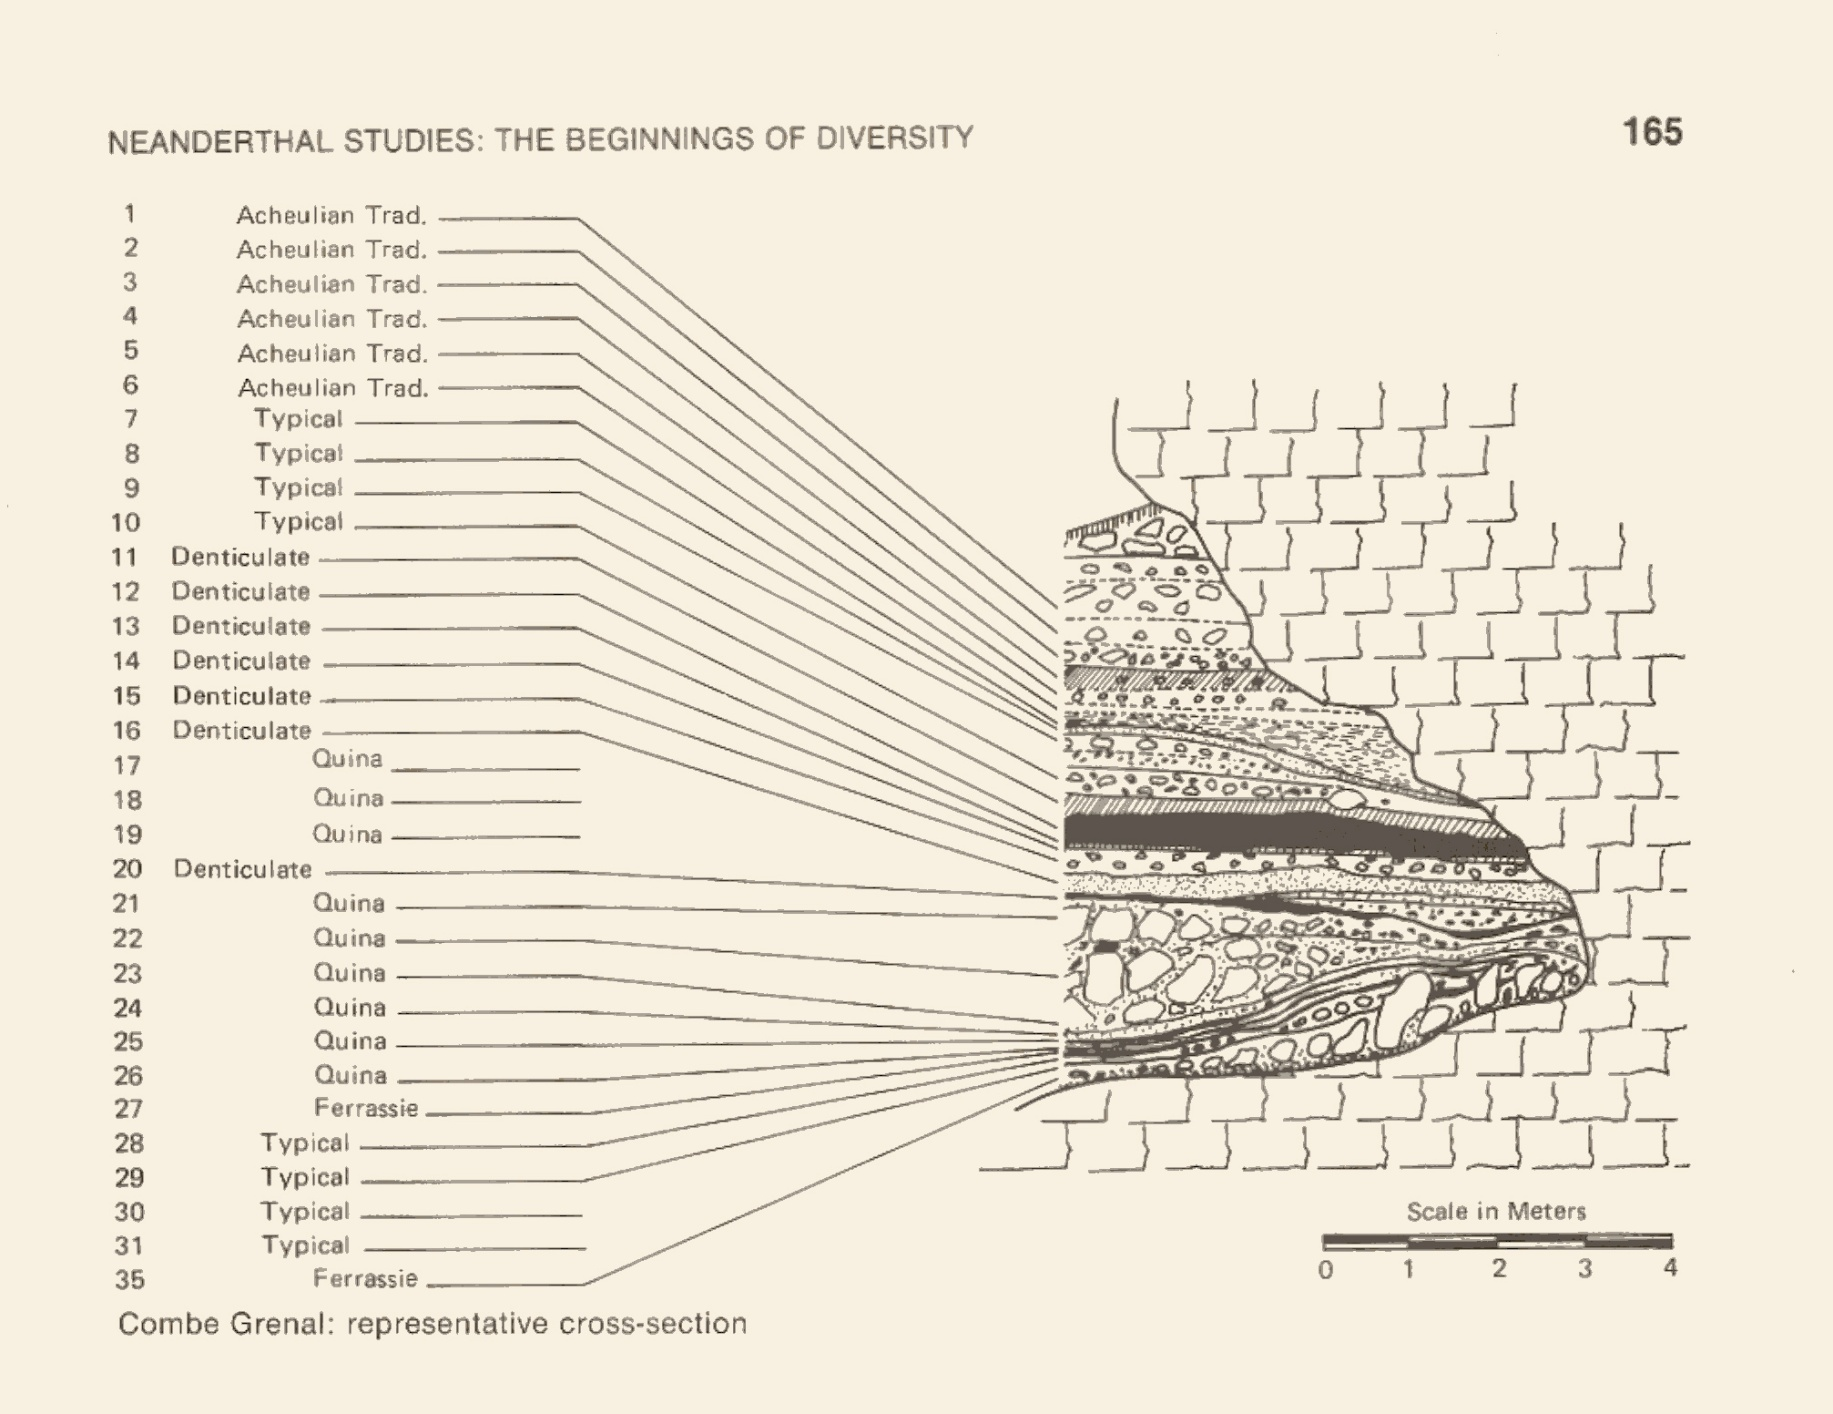 NEANDERTHAL STUDIES: THE BEGINNINGS OF DIVERSITY 165
1 Acheulian Trad.
2 Acheulian Trad.
3 Acheulian Trad.
4 Acheulian Trad.
5 Acheulian Trad.
6 Acheulian Trad.
7 Typical
8 Typical
9 Typical
10 Typical
11 Denticulate
12 Denticulate
13 Denticulate
14 Denticulate
15 Denticulate
16 Denticulate
17 Quina
18 Quina
19 Quina
20 Denticulate
21 Quina
22 Quina
23 Quina
24 Quina
25 Quina
26 Quina
27 Ferrassie
28 Typical
29 Typical
30 Typical
31 Typical
35 Ferrassie
Scale in Meters
0 1 2 3 4
Combe Grenal: representative cross-section